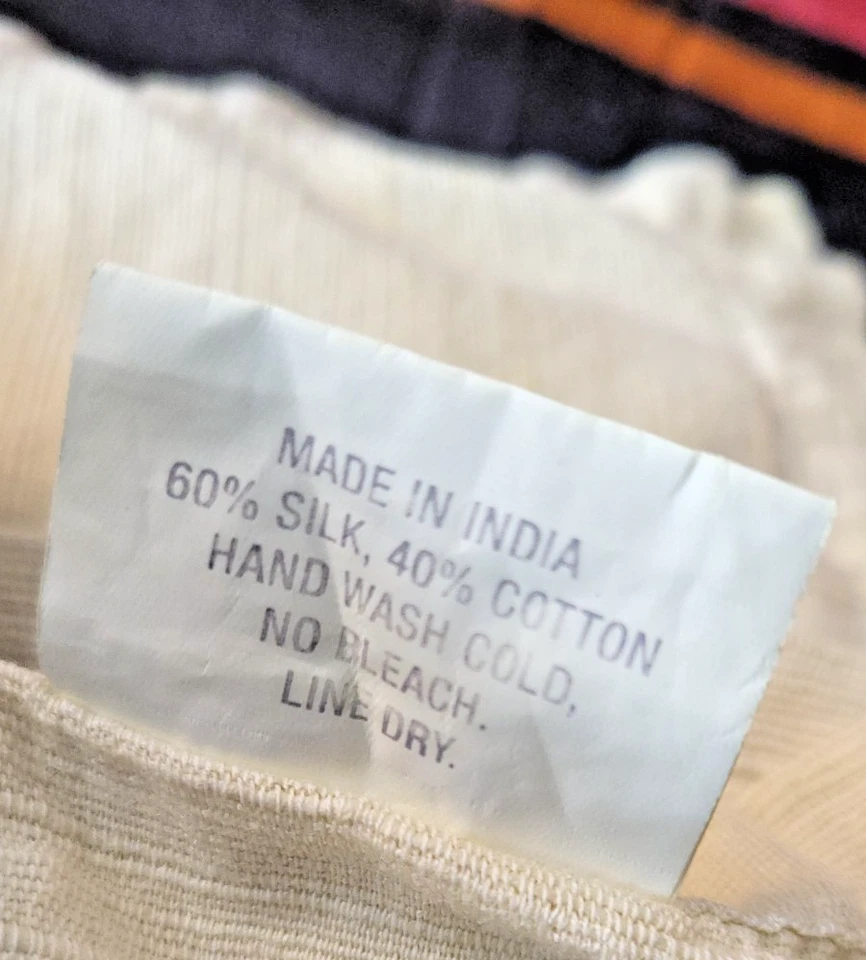 MADE IN INDIA
60% SILK, 40% COTTON
HAND WASH COLD,
NO BLEACH.
LINE DRY.